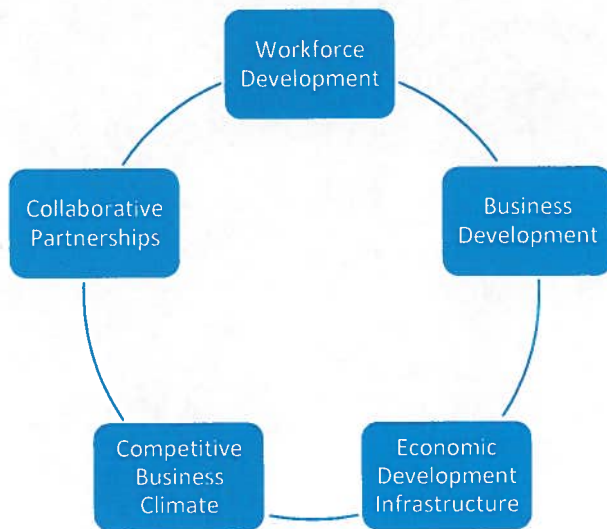 Workforce
Development
Business
Development
Economic
Development
Infrastructure
Competitive
Business
Climate
Collaborative
Partnerships